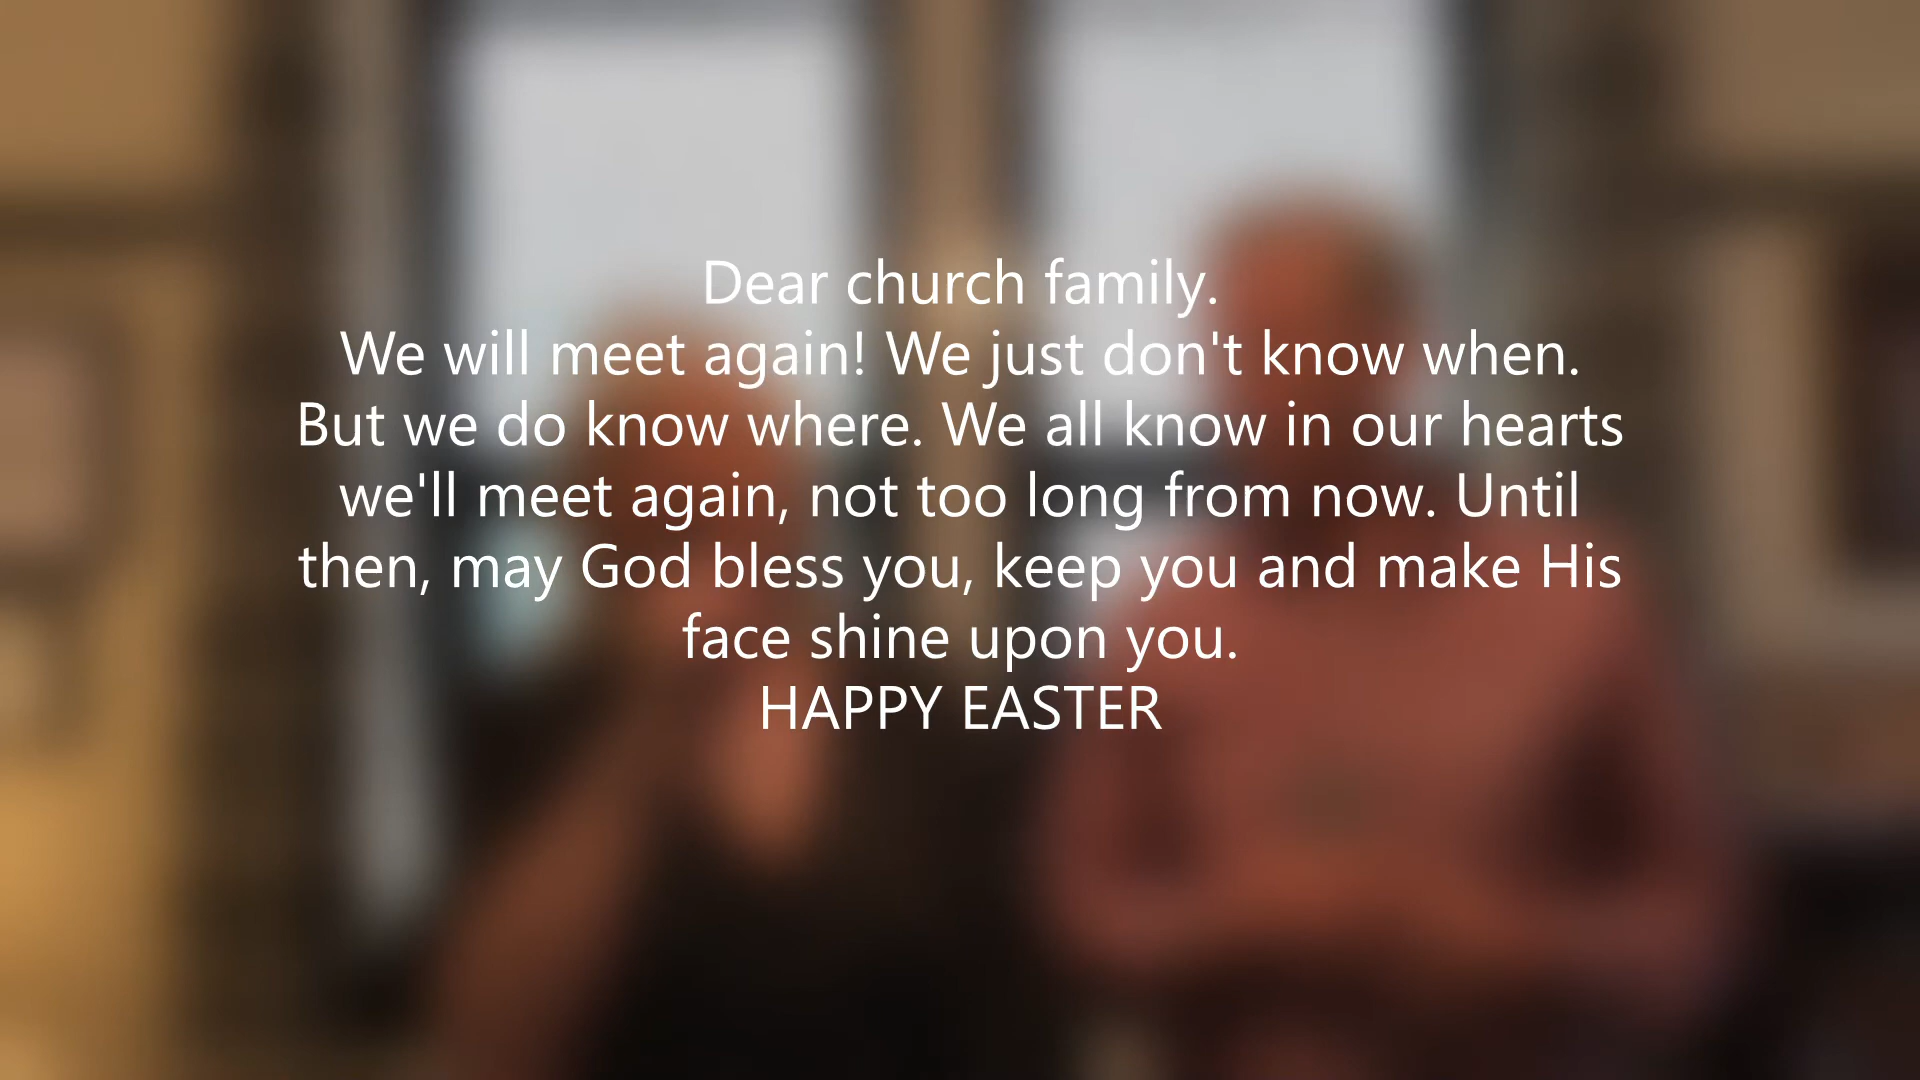 Dear church family.
We will meet again! We just don't know when.
But we do know where. We all know in our hearts
we'll meet again, not too long from now. Until
then, may God bless you, keep you and make His
face shine upon you.
HAPPY EASTER